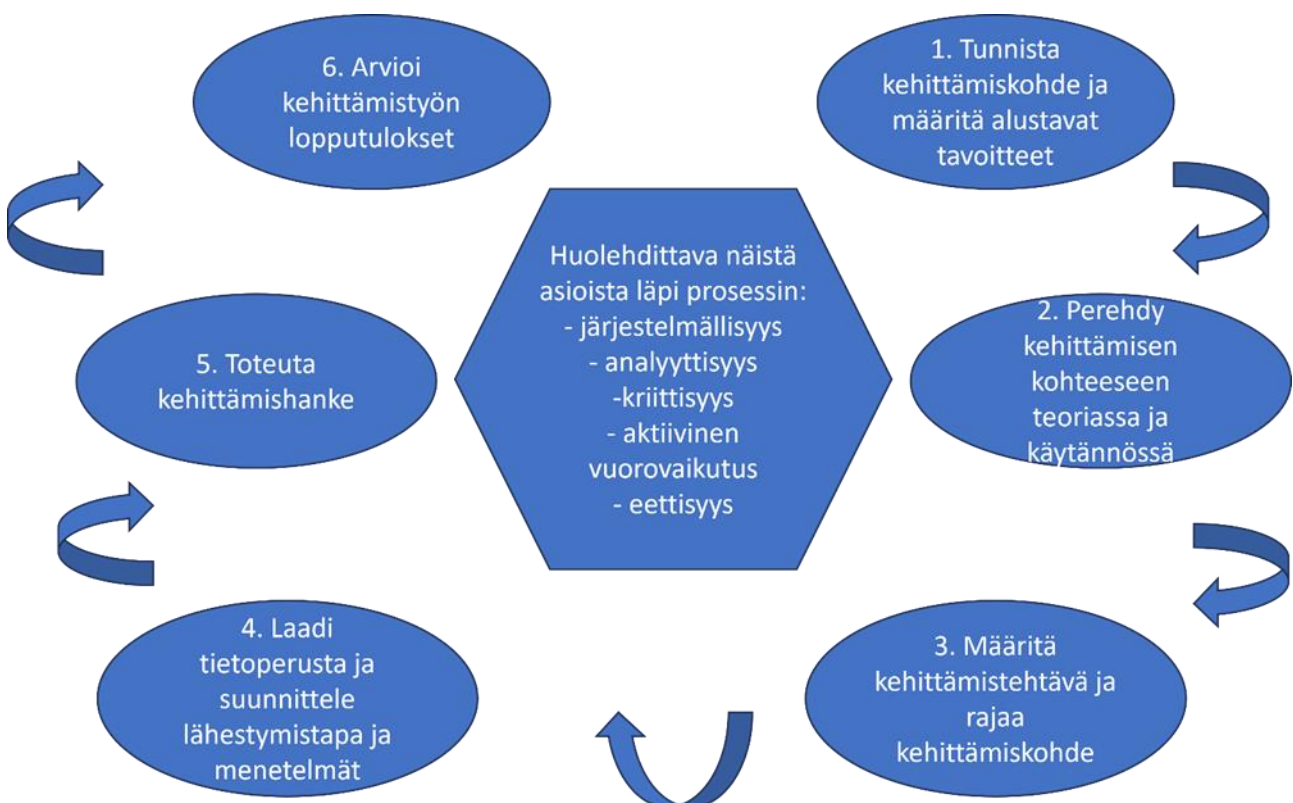 1. Tunnista
kehittämiskohde ja
määritä alustavat
tavoitteet
2. Perehdy
kehittämisen
kohteeseen
teoriassa ja
käytännössä
3. Määritä
kehittämistehtävä ja
rajaa
kehittämiskohde
4. Laadi
tietoperusta ja
suunnittele
lähestymistapa ja
menetelmät
5. Toteuta
kehittämishanke
6. Arvioi
kehittämistyön
lopputulokset
Huolehdittava näistä
asioista läpi prosessin:
- järjestelmällisyys
- analyyttisyys
-kriittisyys
- aktiivinen
vuorovaikutus
- eettisyys